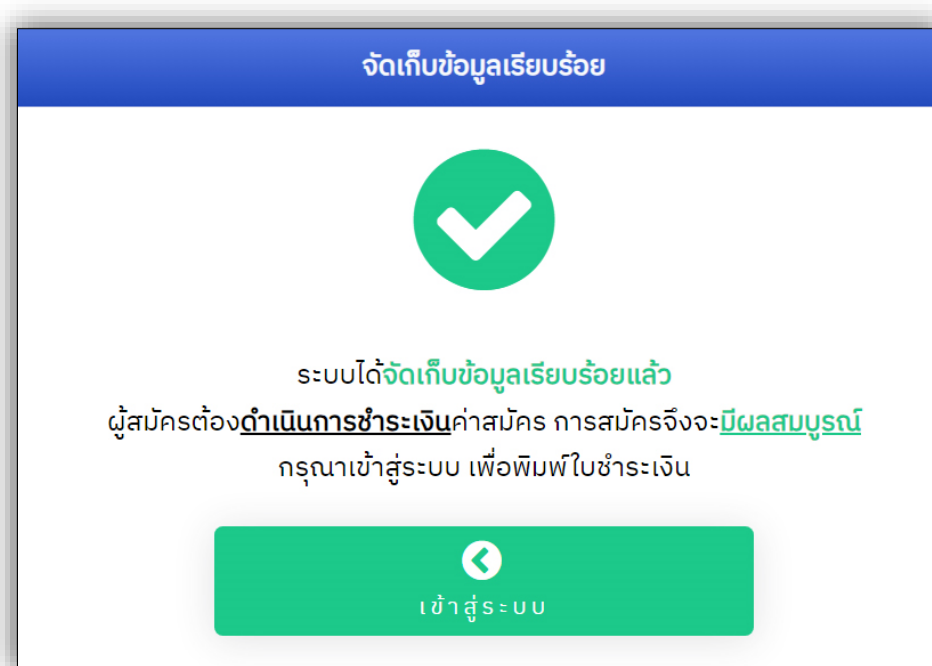 จัดเก็บข้อมูลเรียบร้อย
ระบบได้จัดเก็บข้อมูลเรียบร้อยแล้ว
ผู้สมัครต้องดำเนินการชำระเงินค่าสมัคร การสมัครจึงจะมีผลสมบูรณ์
กรุณาเข้าสู่ระบบ เพื่อพิมพ์ใบชำระเงิน
เข้าสู่ระบบ